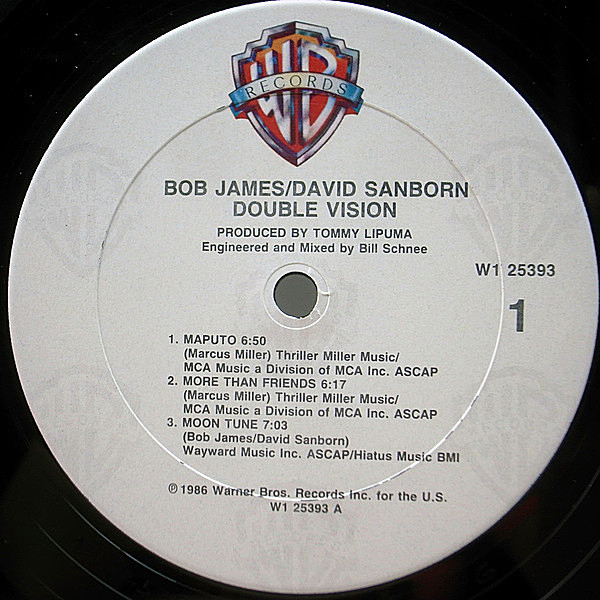 WB
RECORDS
BOB JAMES/DAVID SANBORN
DOUBLE VISION
PRODUCED BY TOMMY LIPUMA
Engineered and Mixed by Bill Schnee
W1 25393
1
1. MAPUTO 6:50
(Marcus Miller) Thriller Miller Music/
MCA Music a Division of MCA Inc. ASCAP
2. MORE THAN FRIENDS 6:17
(Marcus Miller) Thriller Miller Music/
MCA Music a Division of MCA Inc. ASCAP
3. MOON TUNE 7:03
(Bob James/David Sanborn)
Wayward Music Inc. ASCAP/Hiatus Music BMI
℗ 1986 Warner Bros. Records Inc. for the U.S.
W1 25393 A